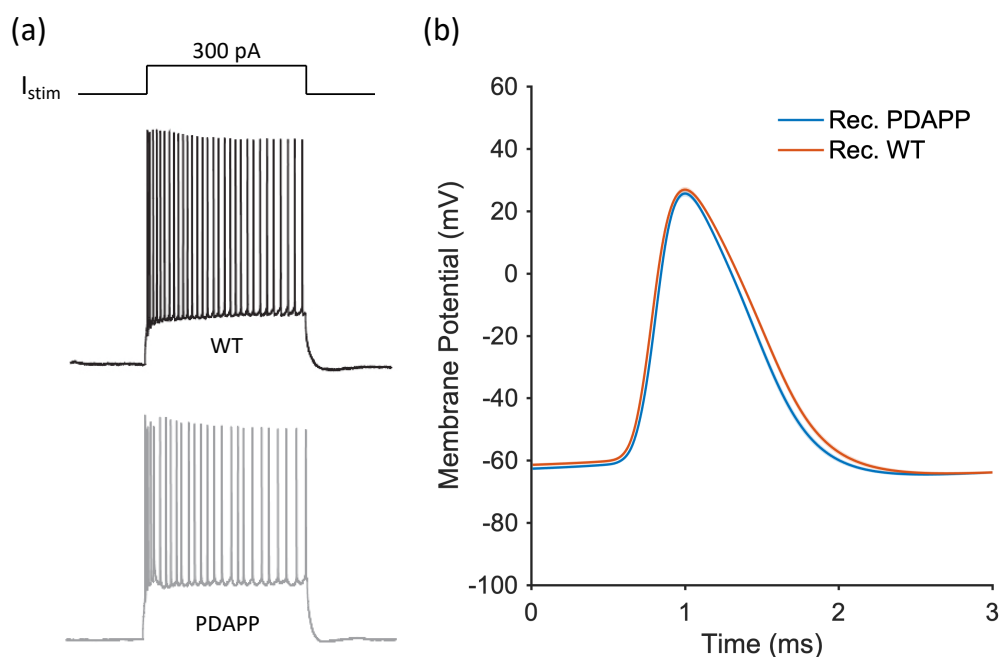 (a)
300 pA
Istim
WT
PDAPP
(b)
60
40
20
0
-20
-40
-60
-80
-100
Membrane Potential (mV)
Rec. PDAPP
Rec. WT
0 1 2 3
Time (ms)